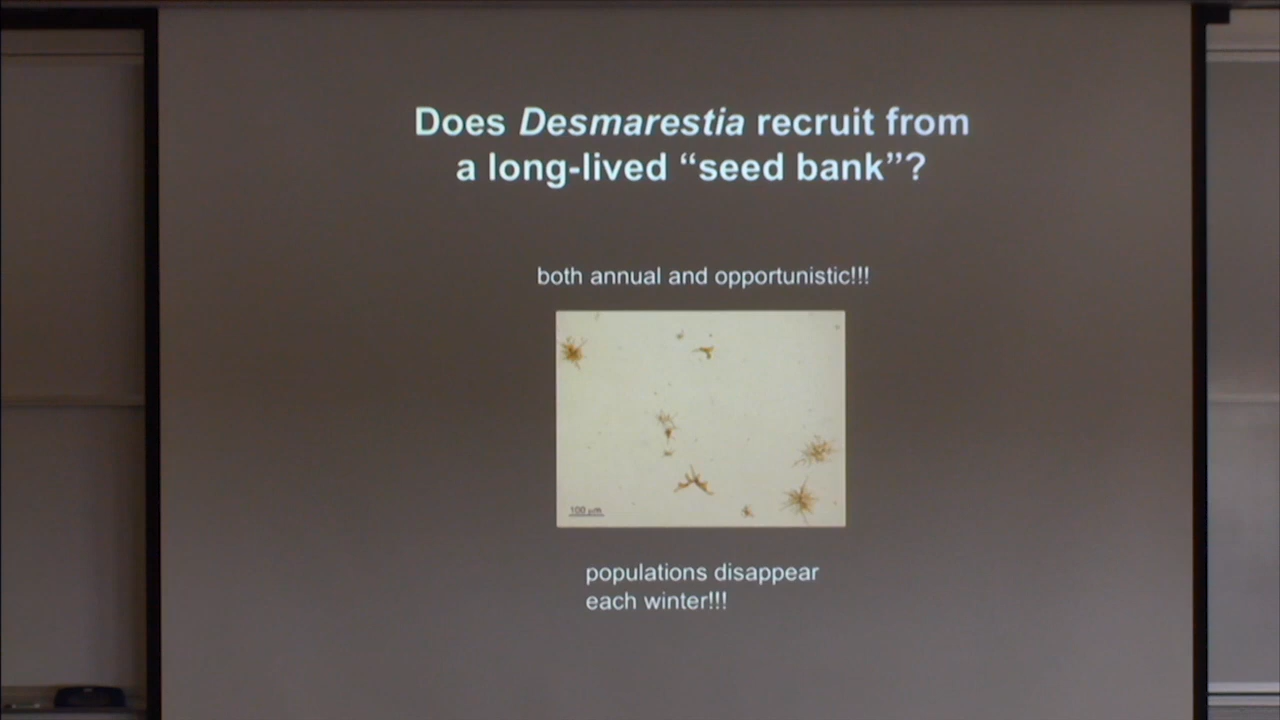 Does Desmarestia recruit from
a long-lived “seed bank”?
both annual and opportunistic!!!
100 µm
populations disappear
each winter!!!